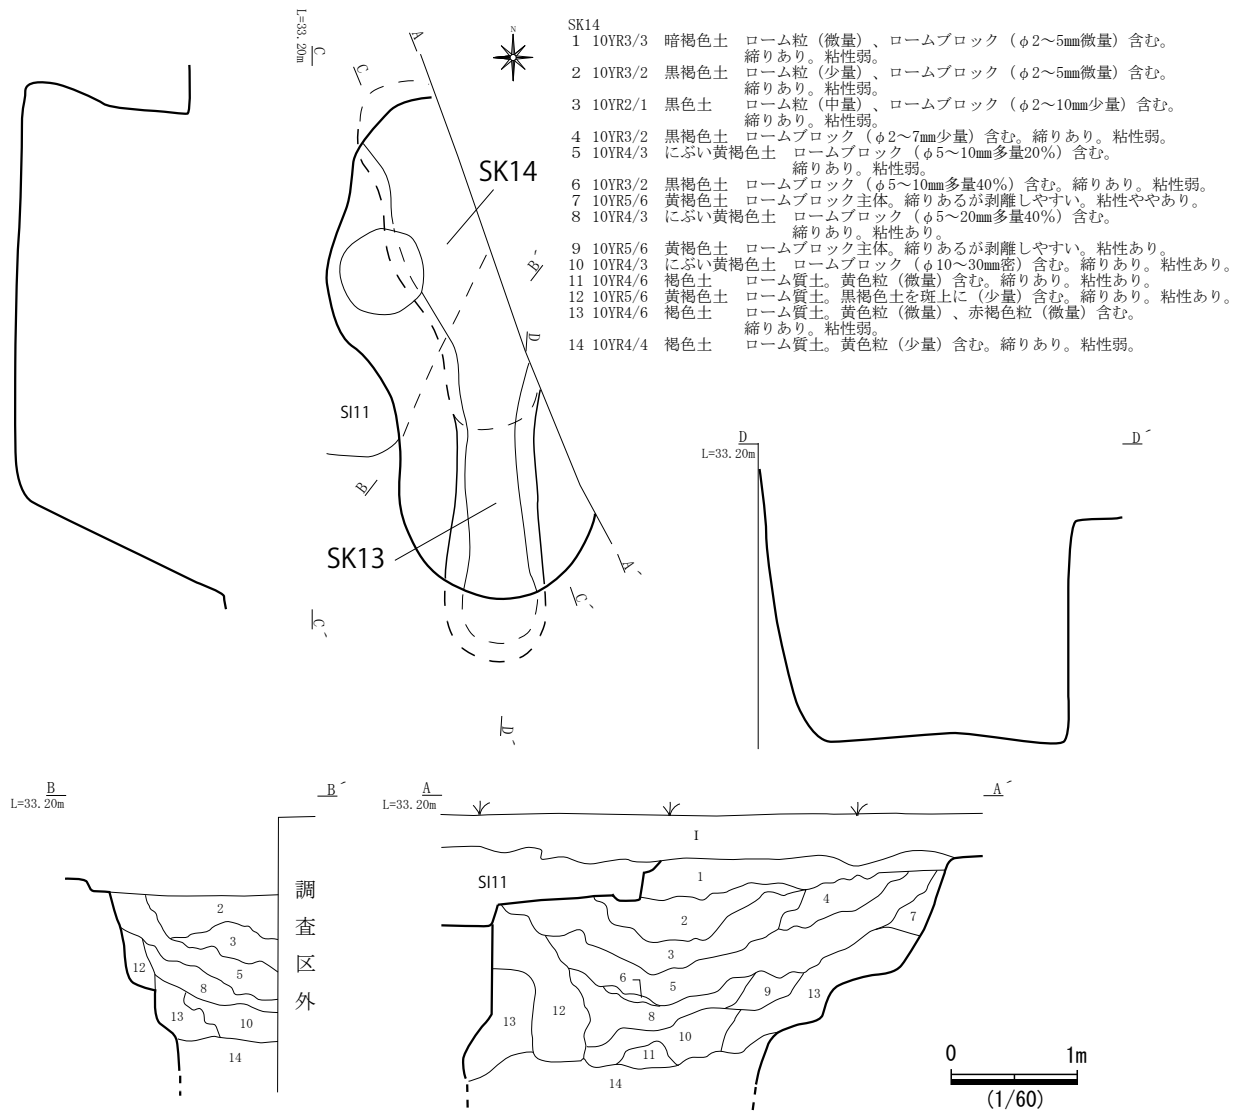 SK14
1 10YR3/3 暗褐色土 ローム粒（微量）、ロームブロック（φ2～5㎜微量）含む。
締りあり。粘性弱。
2 10YR3/2 黒褐色土 ローム粒（少量）、ロームブロック（φ2～5㎜微量）含む。
締りあり。粘性弱。
3 10YR2/1 黒色土 ローム粒（中量）、ロームブロック（φ2～10㎜少量）含む。
締りあり。粘性弱。
4 10YR3/2 黒褐色土 ロームブロック（φ2～7㎜少量）含む。締りあり。粘性弱。
5 10YR4/3 にぶい黄褐色土 ロームブロック（φ5～10㎜多量20%）含む。
締りあり。粘性弱。
6 10YR3/2 黒褐色土 ロームブロック（φ5～10㎜多量40%）含む。締りあり。粘性弱。
7 10YR5/6 黄褐色土 ロームブロック主体。締りあるが剥離しやすい。粘性ややあり。
8 10YR4/3 にぶい黄褐色土 ロームブロック（φ5～20㎜多量40%）含む。
締りあり。粘性あり。
9 10YR5/6 黄褐色土 ロームブロック主体。締りあるが剥離しやすい。粘性あり。
10 10YR4/3 にぶい黄褐色土 ロームブロック（φ10～30㎜密）含む。締りあり。粘性あり。
11 10YR4/6 褐色土 ローム質土。黄色粒（微量）含む。締りあり。粘性あり。
12 10YR5/6 黄褐色土 ローム質土。黒褐色土を斑上に（少量）含む。締りあり。粘性あり。
13 10YR4/6 褐色土 ローム質土。黄色粒（微量）、赤褐色粒（微量）含む。
締りあり。粘性弱。
14 10YR4/4 褐色土 ローム質土。黄色粒（少量）含む。締りあり。粘性弱。
L=33.20m
C
C
A
N
SK14
B´
D
SI11
B
SK13
A´
C´
C´
D´
D
L=33.20m
D´
B
L=33.20m
B´
2
3
5
8
12
13
10
14
調査区外
A
L=33.20m
A´
I
SI11
1
2
4
7
3
6
5
9
13
8
12
13
10
11
14
0 1m
(1/60)